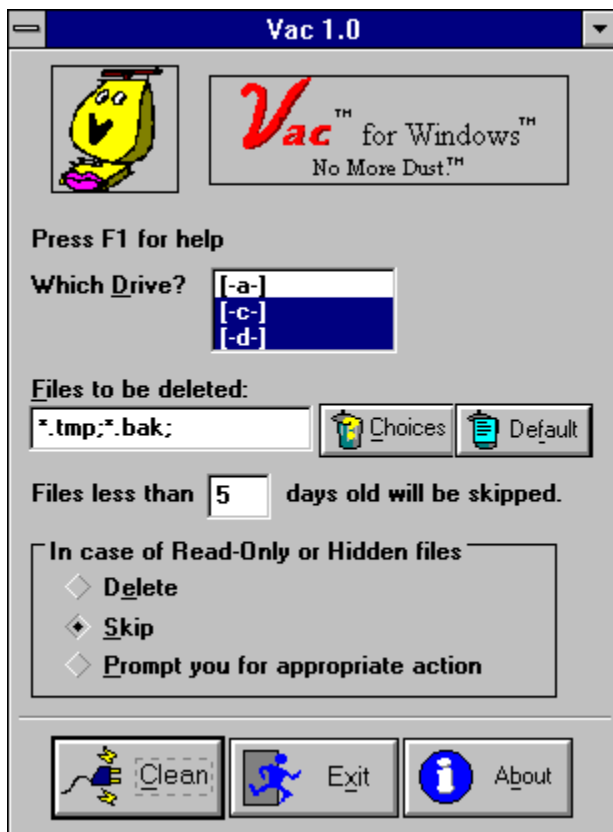 Vac 1.0
Vac™ for Windows™
No More Dust.™
Press F1 for help
Which Drive?
[-a-]
[-c-]
[-d-]
Files to be deleted:
*.tmp;*.bak;
Choices
Default
Files less than 5 days old will be skipped.
In case of Read-Only or Hidden files
Delete
Skip
Prompt you for appropriate action
Clean
Exit
About